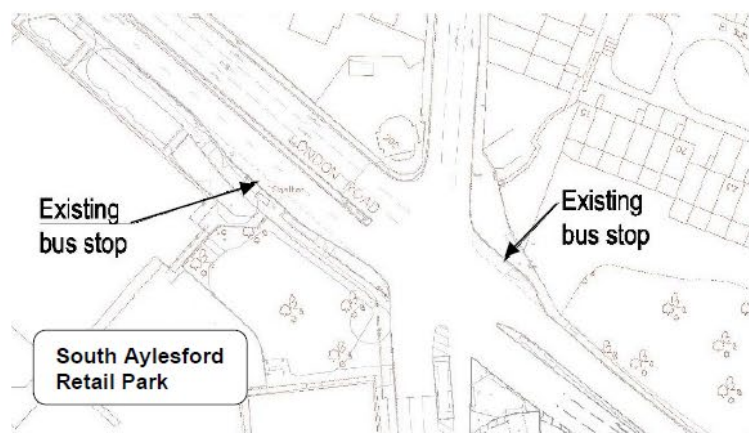 LONDON ROAD
Existing
bus stop
Existing
bus stop
South Aylesford
Retail Park